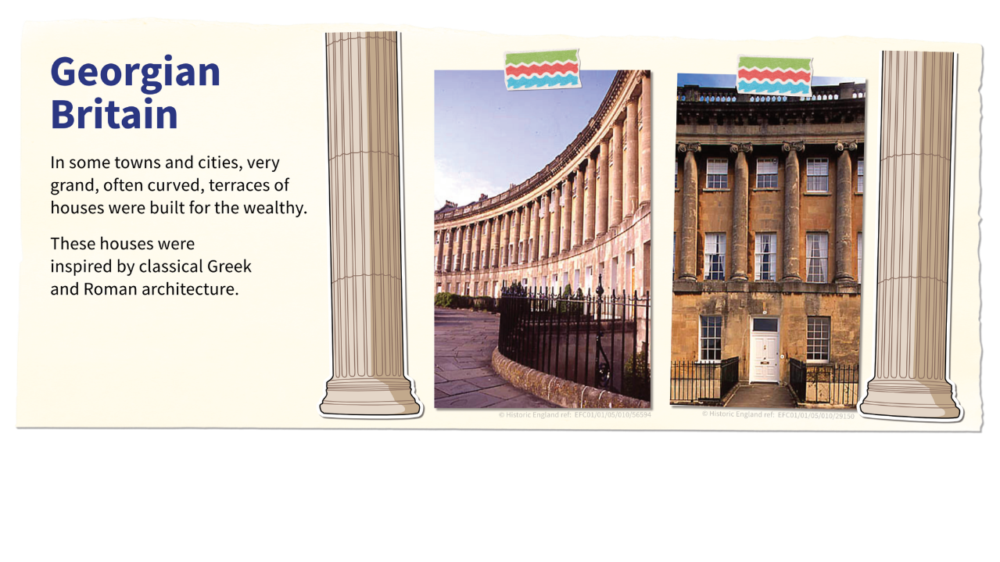 Georgian
Britain
In some towns and cities, very
grand, often curved, terraces of
houses were built for the wealthy.
These houses were
inspired by classical Greek
and Roman architecture.
© Historic England ref: EFC01/01/05/010/56594
© Historic England ref: EFC01/01/05/010/29150